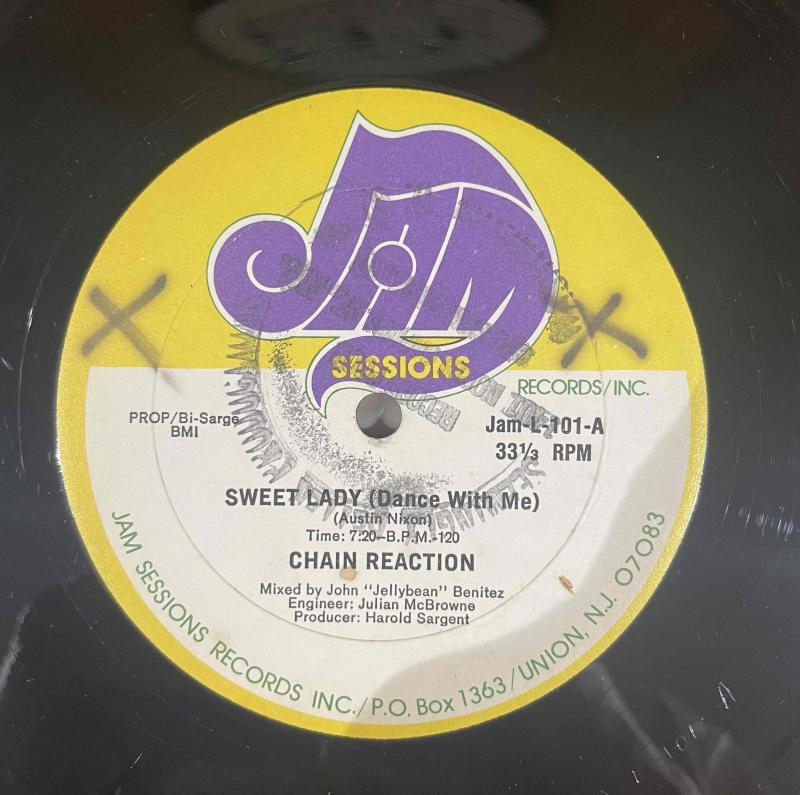 JAM
SESSIONS
RECORDS/INC.
PROP/Bi-Sarge
BMI
Jam-L-101-A
33⅓ RPM
SWEET LADY (Dance With Me)
(Austin Nixon)
Time: 7:20-B.P.M.-120
CHAIN REACTION
Mixed by John "Jellybean" Benitez
Engineer: Julian McBrowne
Producer: Harold Sargent
JAM SESSIONS RECORDS INC./P.O. Box 1363/UNION, N.J. 07083
X X